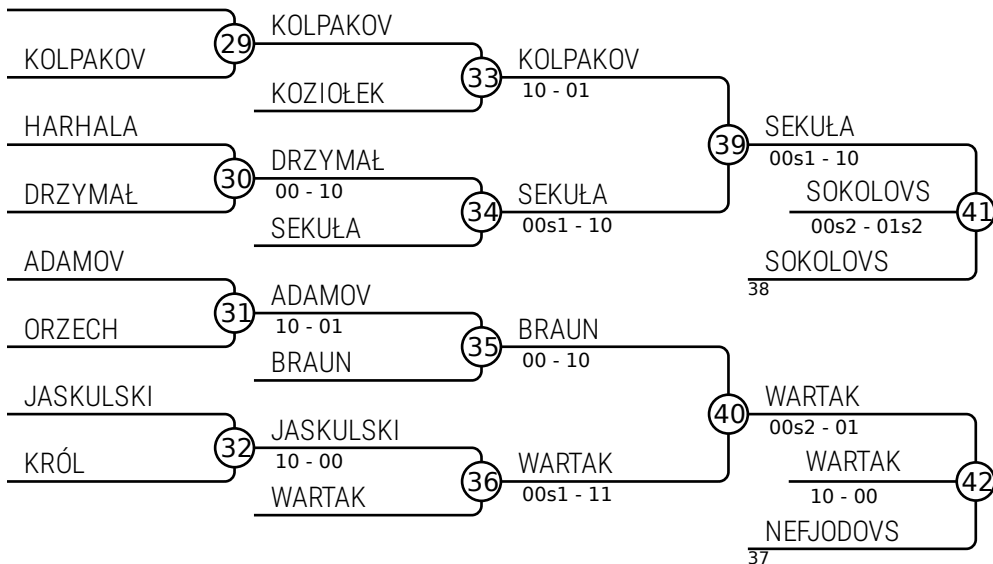 KOLPAKOV
29
KOLPAKOV
KOZIOŁEK
33
KOLPAKOV
10 - 01
HARHALA
DRZYMAŁ
30
DRZYMAŁ
00 - 10
SEKUŁA
34
SEKUŁA
00s1 - 10
39
SEKUŁA
00s1 - 10
SOKOLOVS
00s2 - 01s2
41
SOKOLOVS
38
ADAMOV
ORZECH
31
ADAMOV
10 - 01
BRAUN
35
BRAUN
00 - 10
JASKULSKI
KRÓL
32
JASKULSKI
10 - 00
WARTAK
36
WARTAK
00s1 - 11
40
WARTAK
00s2 - 01
WARTAK
10 - 00
42
NEFJODOVS
37